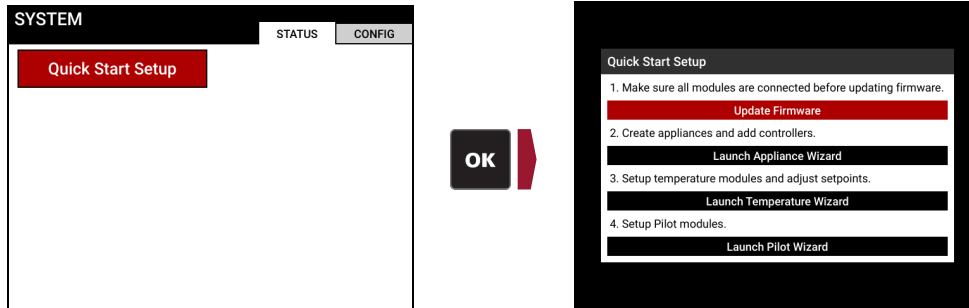 SYSTEM
STATUS
CONFIG
Quick Start Setup
OK
Quick Start Setup
1. Make sure all modules are connected before updating firmware.
Update Firmware
2. Create appliances and add controllers.
Launch Appliance Wizard
3. Setup temperature modules and adjust setpoints.
Launch Temperature Wizard
4. Setup Pilot modules.
Launch Pilot Wizard